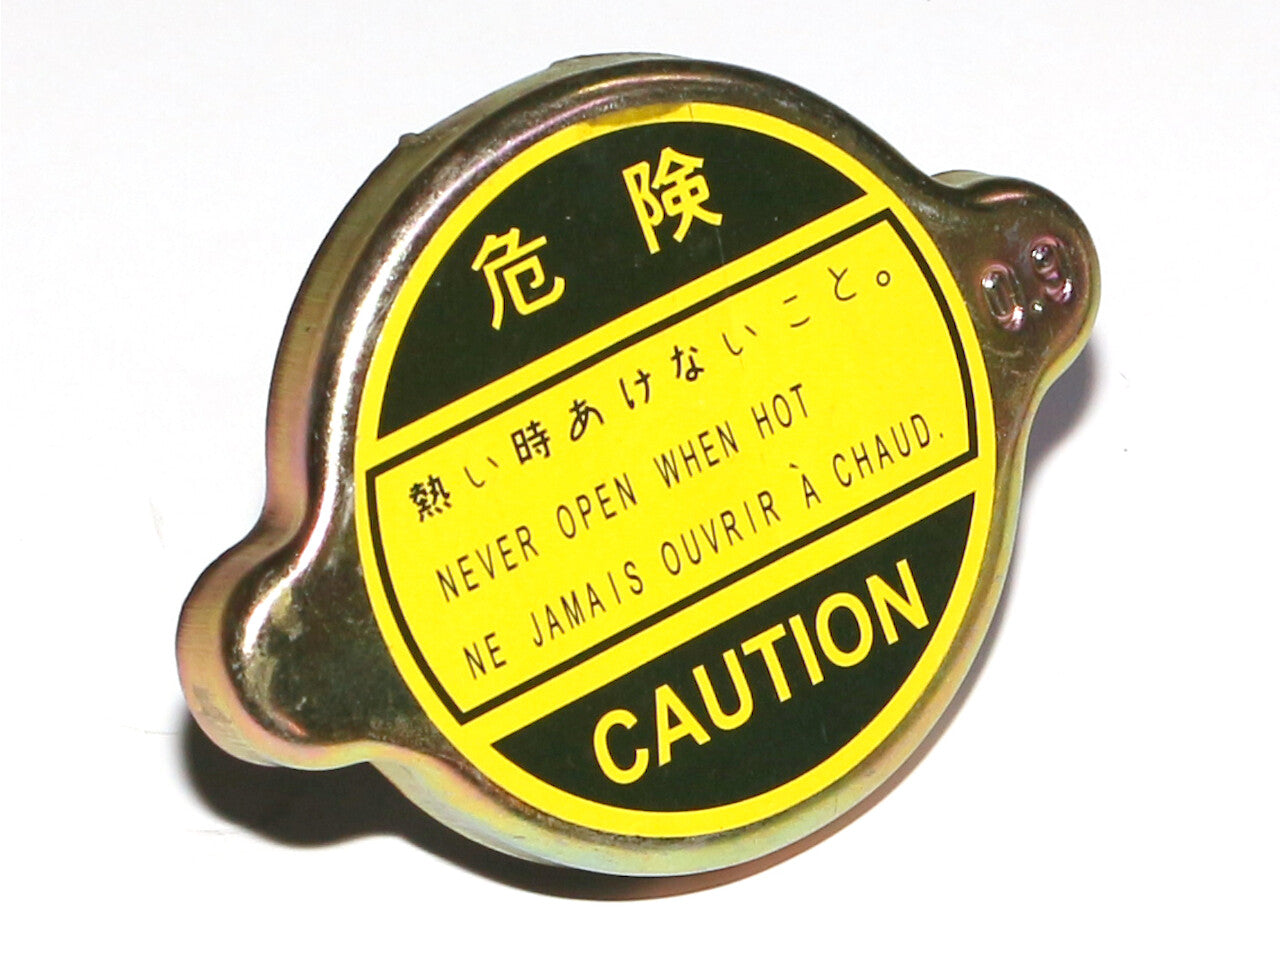 危険
熱い時あけないこと。
NEVER OPEN WHEN HOT
NE JAMAIS OUVRIR À CHAUD.
CAUTION
0.9